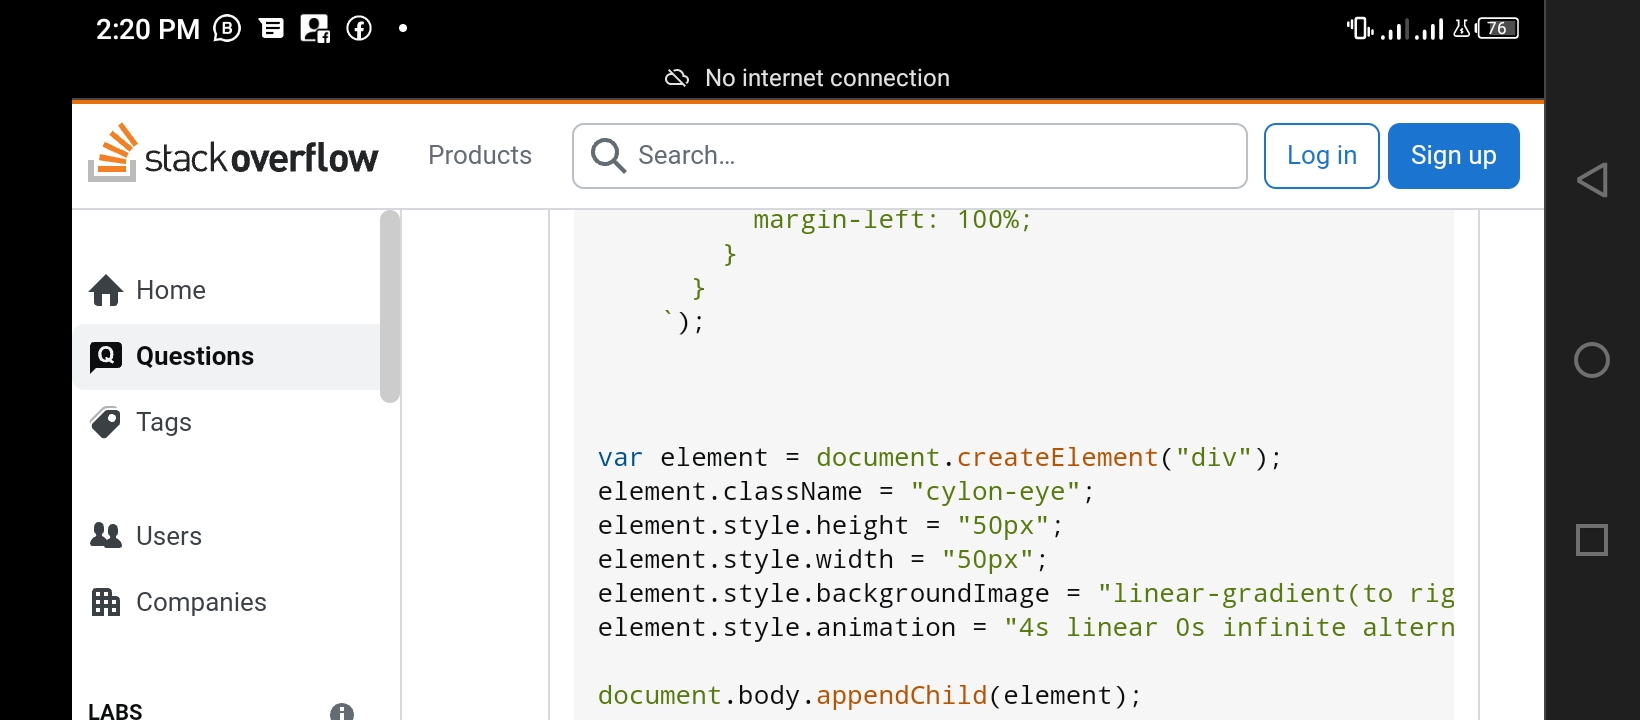 2:20 PM
76
No internet connection
stackoverflow
Products
Search…
Log in
Sign up
Home
Questions
Tags
Users
Companies
LABS
margin-left: 100%;
}
}
`);
var element = document.createElement("div");
element.className = "cylon-eye";
element.style.height = "50px";
element.style.width = "50px";
element.style.backgroundImage = "linear-gradient(to rig
element.style.animation = "4s linear 0s infinite altern
document.body.appendChild(element);